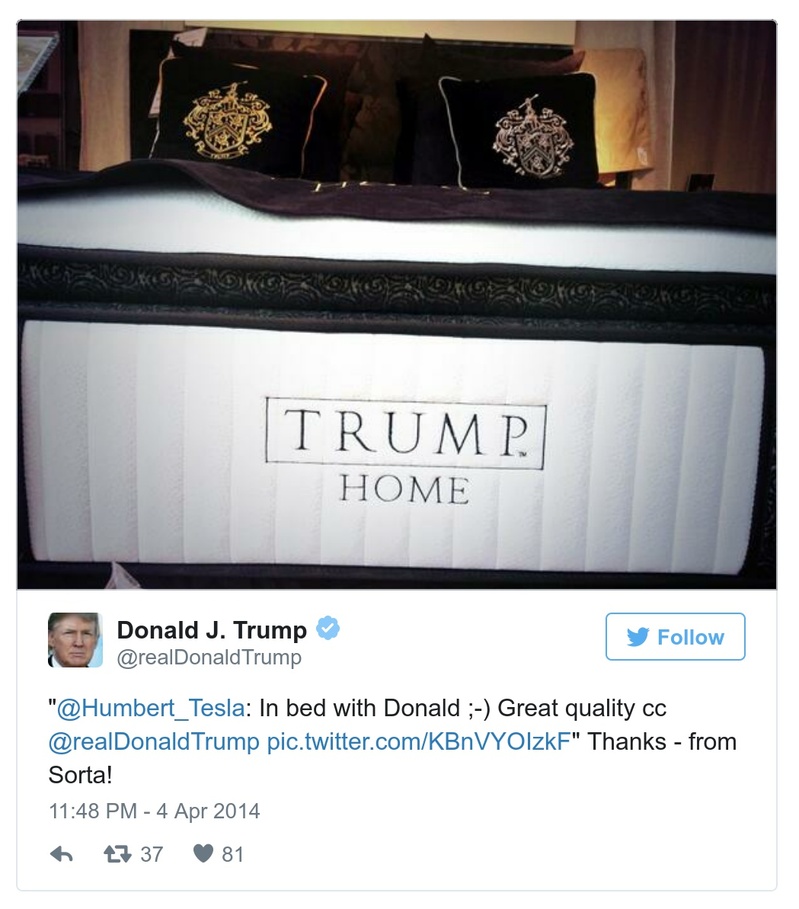 TRUMP™
HOME
Donald J. Trump
@realDonaldTrump
Follow
"@Humbert_Tesla: In bed with Donald ;-) Great quality cc
@realDonaldTrump pic.twitter.com/KBnVYOIzkF" Thanks - from
Sorta!
11:48 PM - 4 Apr 2014
37 81